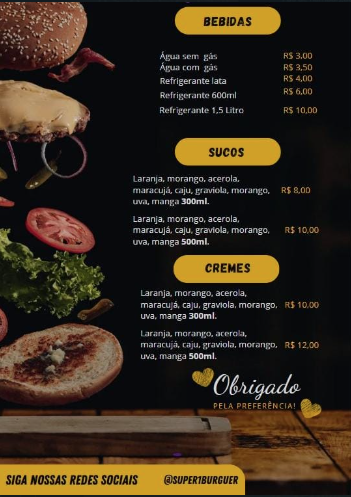 BEBIDAS
Água sem gás R$ 3,00
Água com gás R$ 3,50
Refrigerante lata R$ 4,00
Refrigerante 600ml R$ 6,00
Refrigerante 1,5 Litro R$ 10,00
SUCOS
Laranja, morango, acerola,
maracujá, caju, graviola, morango, R$ 8,00
uva, manga 300ml.
Laranja, morango, acerola,
maracujá, caju, graviola, morango, R$ 10,00
uva, manga 500ml.
CREMES
Laranja, morango, acerola,
maracujá, caju, graviola, morango, R$ 10,00
uva, manga 300ml.
Laranja, morango, acerola,
maracujá, caju, graviola, morango, R$ 12,00
uva, manga 500ml.
Obrigado
PELA PREFERÊNCIA!
SIGA NOSSAS REDES SOCIAIS @SUPER1BURGUER